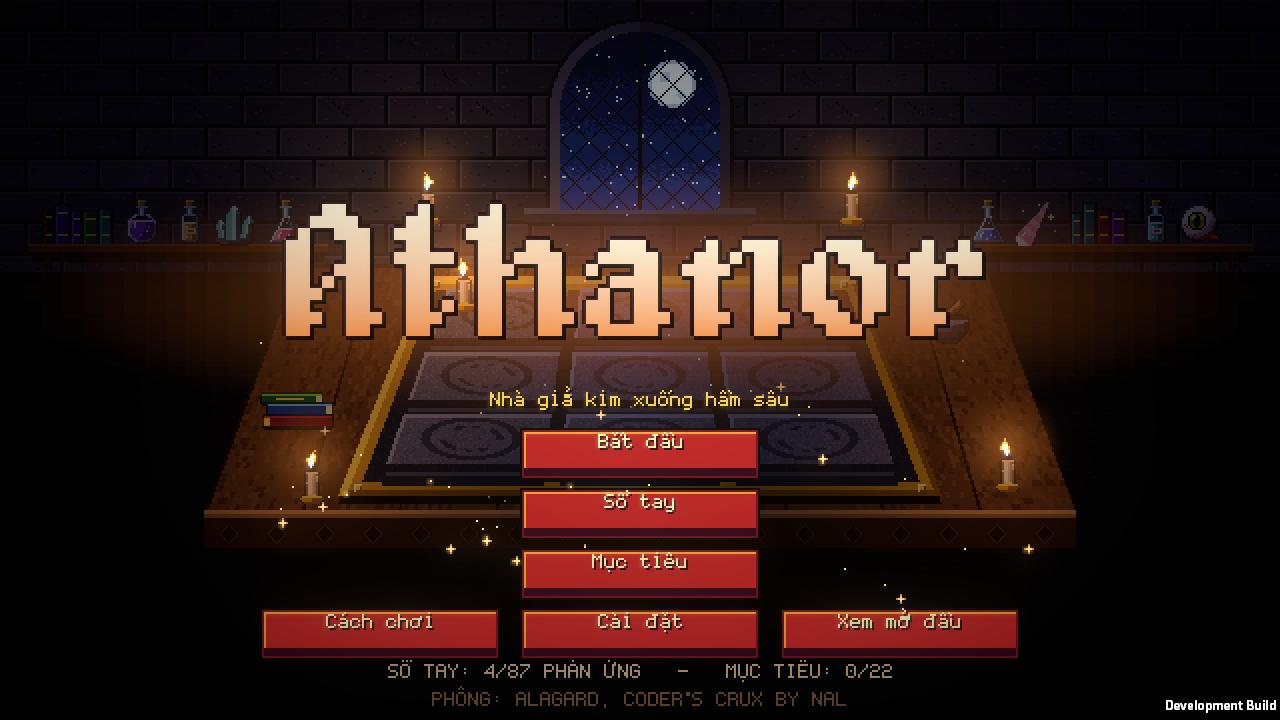 Athanor
Nhà giả kim xuống hầm sâu
Bắt đầu
Sổ tay
Mục tiêu
Cách chơi
Cài đặt
Xem mở đầu
SỔ TAY: 4/87 PHẢN ỨNG – MỤC TIÊU: 0/22
PHÔNG: ALAGARD, CODER'S CRUX BY NAL
Development Build